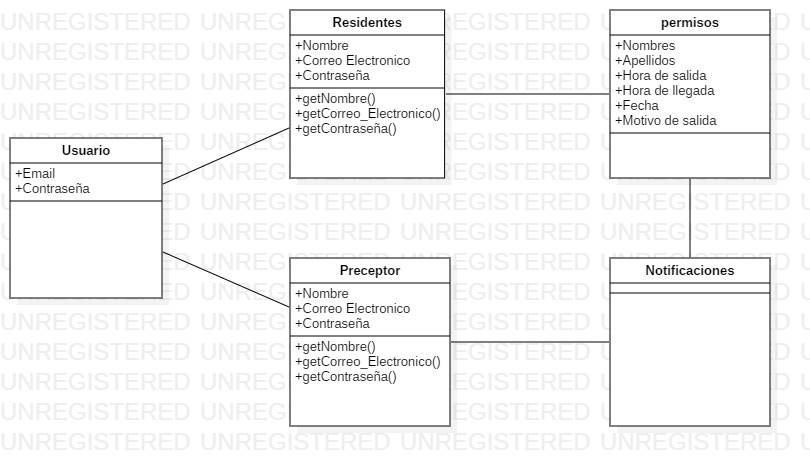 Usuario
+Email
+Contraseña
Residentes
+Nombre
+Correo Electronico
+Contraseña
+getNombre()
+getCorreo_Electronico()
+getContraseña()
permisos
+Nombres
+Apellidos
+Hora de salida
+Hora de llegada
+Fecha
+Motivo de salida
Preceptor
+Nombre
+Correo Electronico
+Contraseña
+getNombre()
+getCorreo_Electronico()
+getContraseña()
Notificaciones
UNREGISTERED UNREGISTERED UNREGISTERED UNREGISTERED